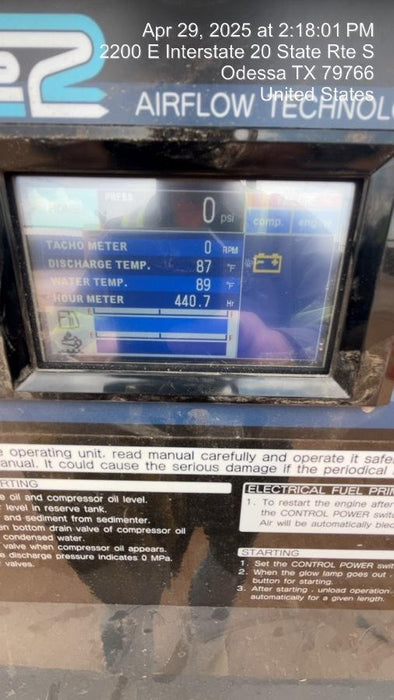 Apr 29, 2025 at 2:18:01 PM
2200 E Interstate 20 State Rte S
Odessa TX 79766
United States
AIRFLOW TECHNOL
PRESS
0 psi
comp.
TACHO METER 0 RPM
DISCHARGE TEMP. 87 °F
WATER TEMP. 89 °F
HOUR METER 440.7 Hr
E F
E F
e operating unit, read manual carefully and operate it safe
anual. It could cause the serious damage if the periodical
RTING
e oil and compressor oil level.
r level in reserve tank.
and sediment from sedimenter.
an bottom drain valve of compressor oil
condensed water.
valve when compressor oil appears.
s discharge pressure indicates 0 MPa.
r valves.
ELECTRICAL FUEL PRI
1. To restart the engine after
the CONTROL POWER swit
Air will be automatically blec
STARTING
1. Set the CONTROL POWER swit
2. When the glow lamp goes out
button for starting.
3. After starting , unload operation
automatically for a given length.